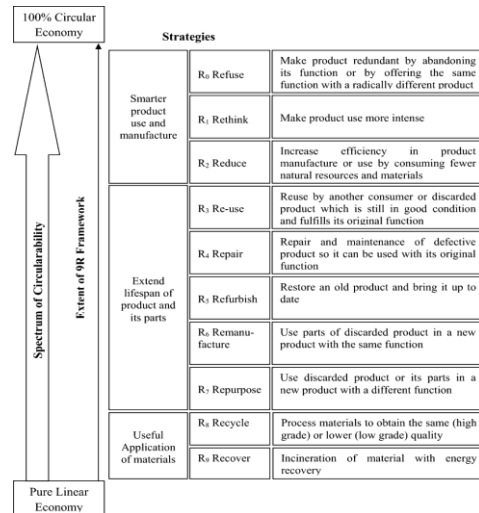 100% Circular
Economy
Strategies
Spectrum of Circularability
Extent of 9R Framework
Smarter
product
use and
manufacture
R₀ Refuse
Make product redundant by abandoning
its function or by offering the same
function with a radically different product
R₁ Rethink
Make product use more intense
R₂ Reduce
Increase efficiency in product
manufacture or use by consuming fewer
natural resources and materials
Extend
lifespan of
product and
its parts
R₃ Re-use
Reuse by another consumer or discarded
product which is still in good condition
and fulfills its original function
R₄ Repair
Repair and maintenance of defective
product so it can be used with its original
function
R₅ Refurbish
Restore an old product and bring it up to
date
R₆ Remanu-
facture
Use parts of discarded product in a new
product with the same function
R₇ Repurpose
Use discarded product or its parts in a
new product with a different function
Useful
Application
of materials
R₈ Recycle
Process materials to obtain the same (high
grade) or lower (low grade) quality
R₉ Recover
Incineration of material with energy
recovery
Pure Linear
Economy